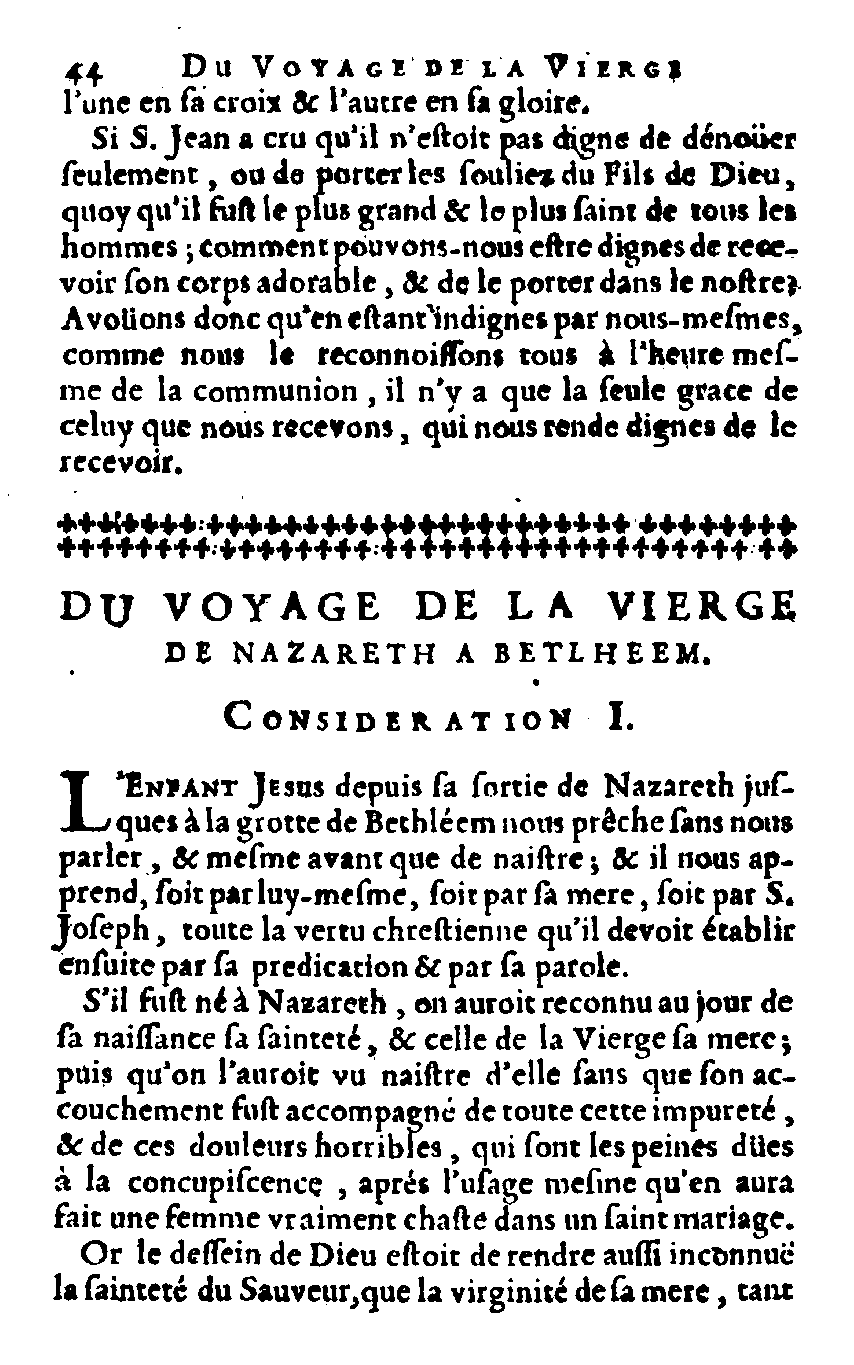 44 DU VOYAGE DE LA VIERGE
l'une en ſa croix & l'autre en ſa gloire.
Si S. Jean a cru qu'il n'eſtoit pas digne de dénoüer
ſeulement, ou de porter les ſouliez du Fils de Dieu,
quoy qu'il fuſt le plus grand & le plus ſaint de tous les
hommes ; comment pouvons-nous eſtre dignes de rece-
voir ſon corps adorable, & de le porter dans le noſtre?
Avoüons donc qu'en eſtant indignes par nous-meſmes,
comme nous le reconnoiſſons tous à l'heure meſ-
me de la communion, il n'y a que la ſeule grace de
celuy que nous recevons, qui nous rende dignes de le
recevoir.
DU VOYAGE DE LA VIERGE
DE NAZARETH A BETLHEEM.
CONSIDERATION I.
L'ENFANT JESUS depuis ſa ſortie de Nazareth juſ-
ques à la grotte de Bethléem nous prêche ſans nous
parler, & meſme avant que de naiſtre; & il nous ap-
prend, ſoit par luy-meſme, ſoit par ſa mere, ſoit par S.
Joſeph, toute la vertu chreſtienne qu'il devoit établir
enſuite par ſa predication & par ſa parole.
S'il fuſt né à Nazareth, on auroit reconnu au jour de
ſa naiſſance ſa ſainteté, & celle de la Vierge ſa mere;
puis qu'on l'auroit vu naiſtre d'elle ſans que ſon ac-
couchement fuſt accompagné de toute cette impureté,
& de ces douleurs horribles, qui ſont les peines dües
à la concupiſcence, aprés l'uſage meſme qu'en aura
fait une femme vraiment chaſte dans un ſaint mariage.
Or le deſſein de Dieu eſtoit de rendre auſſi inconnuë
la ſainteté du Sauveur, que la virginité de ſa mere, tant